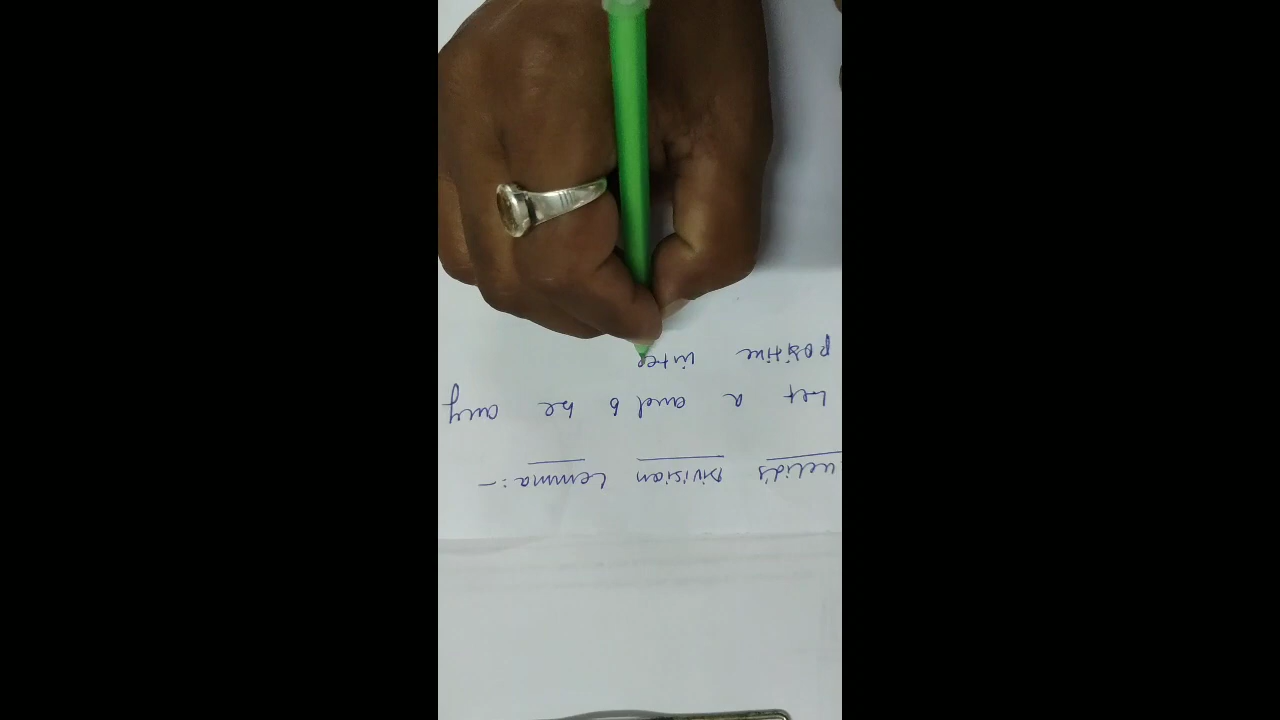 uclid's Division Lemma :-
Let a and b be any
positive inte